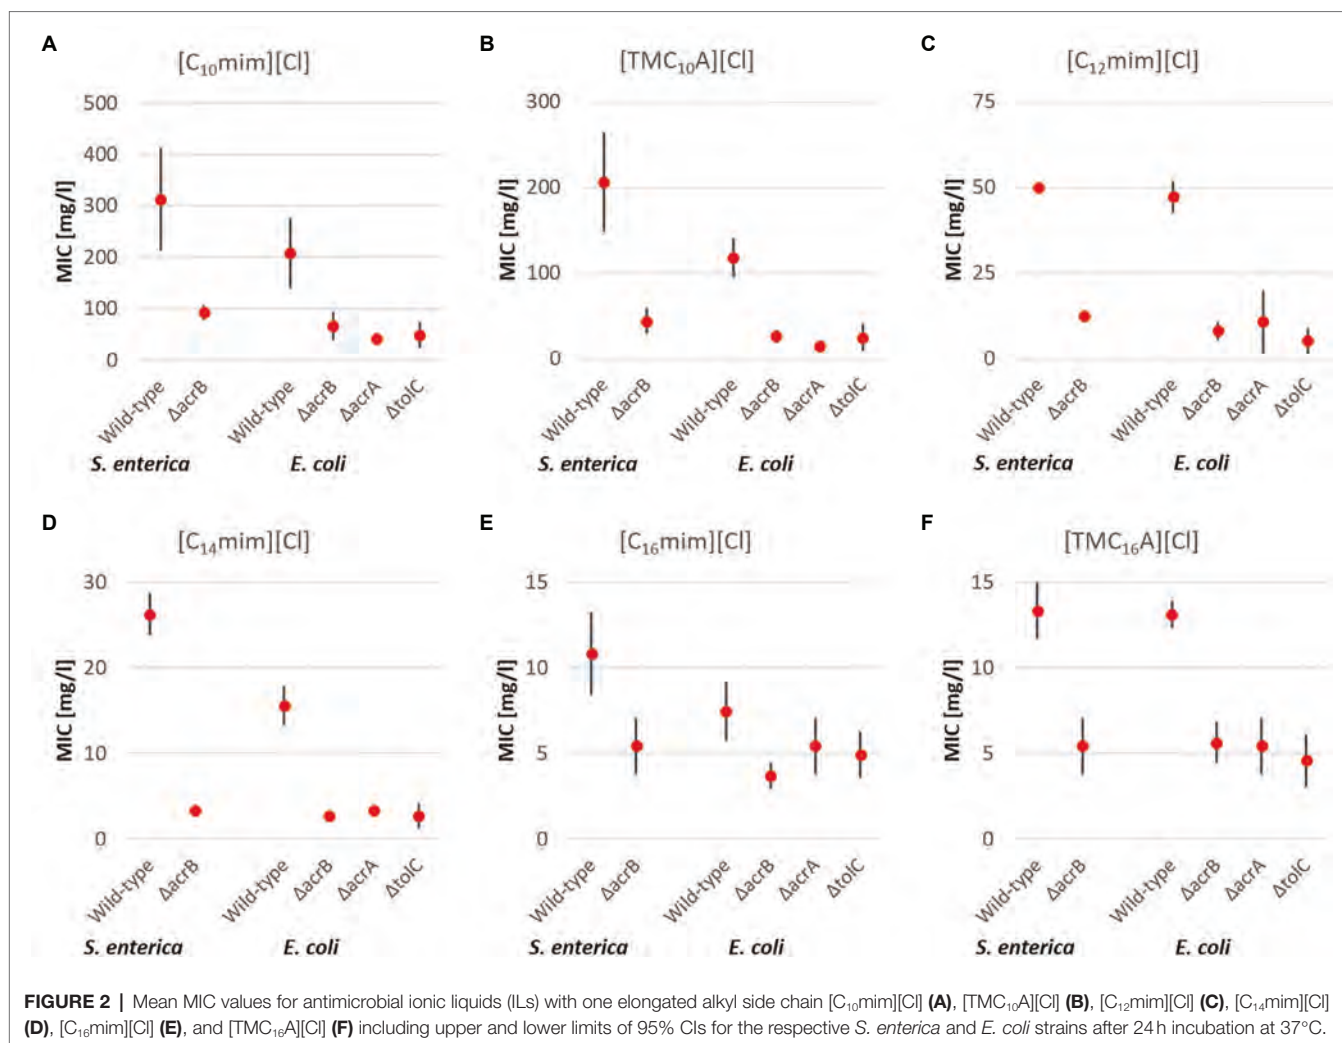 A
[C₁₀mim][Cl]
MIC [mg/l]
500
400
300
200
100
0
Wild-type
ΔacrB
Wild-type
ΔacrB
ΔacrA
ΔtolC
S. enterica
E. coli
B
[TMC₁₀A][Cl]
MIC [mg/l]
300
200
100
0
Wild-type
ΔacrB
Wild-type
ΔacrB
ΔacrA
ΔtolC
S. enterica
E. coli
C
[C₁₂mim][Cl]
MIC [mg/l]
75
50
25
0
Wild-type
ΔacrB
Wild-type
ΔacrB
ΔacrA
ΔtolC
S. enterica
E. coli
D
[C₁₄mim][Cl]
MIC [mg/l]
30
20
10
0
Wild-type
ΔacrB
Wild-type
ΔacrB
ΔacrA
ΔtolC
S. enterica
E. coli
E
[C₁₆mim][Cl]
MIC [mg/l]
15
10
5
0
Wild-type
ΔacrB
Wild-type
ΔacrB
ΔacrA
ΔtolC
S. enterica
E. coli
F
[TMC₁₆A][Cl]
MIC [mg/l]
15
10
5
0
Wild-type
ΔacrB
Wild-type
ΔacrB
ΔacrA
ΔtolC
S. enterica
E. coli
FIGURE 2 | Mean MIC values for antimicrobial ionic liquids (ILs) with one elongated alkyl side chain [C₁₀mim][Cl] (A), [TMC₁₀A][Cl] (B), [C₁₂mim][Cl] (C), [C₁₄mim][Cl]
(D), [C₁₆mim][Cl] (E), and [TMC₁₆A][Cl] (F) including upper and lower limits of 95% CIs for the respective S. enterica and E. coli strains after 24 h incubation at 37°C.